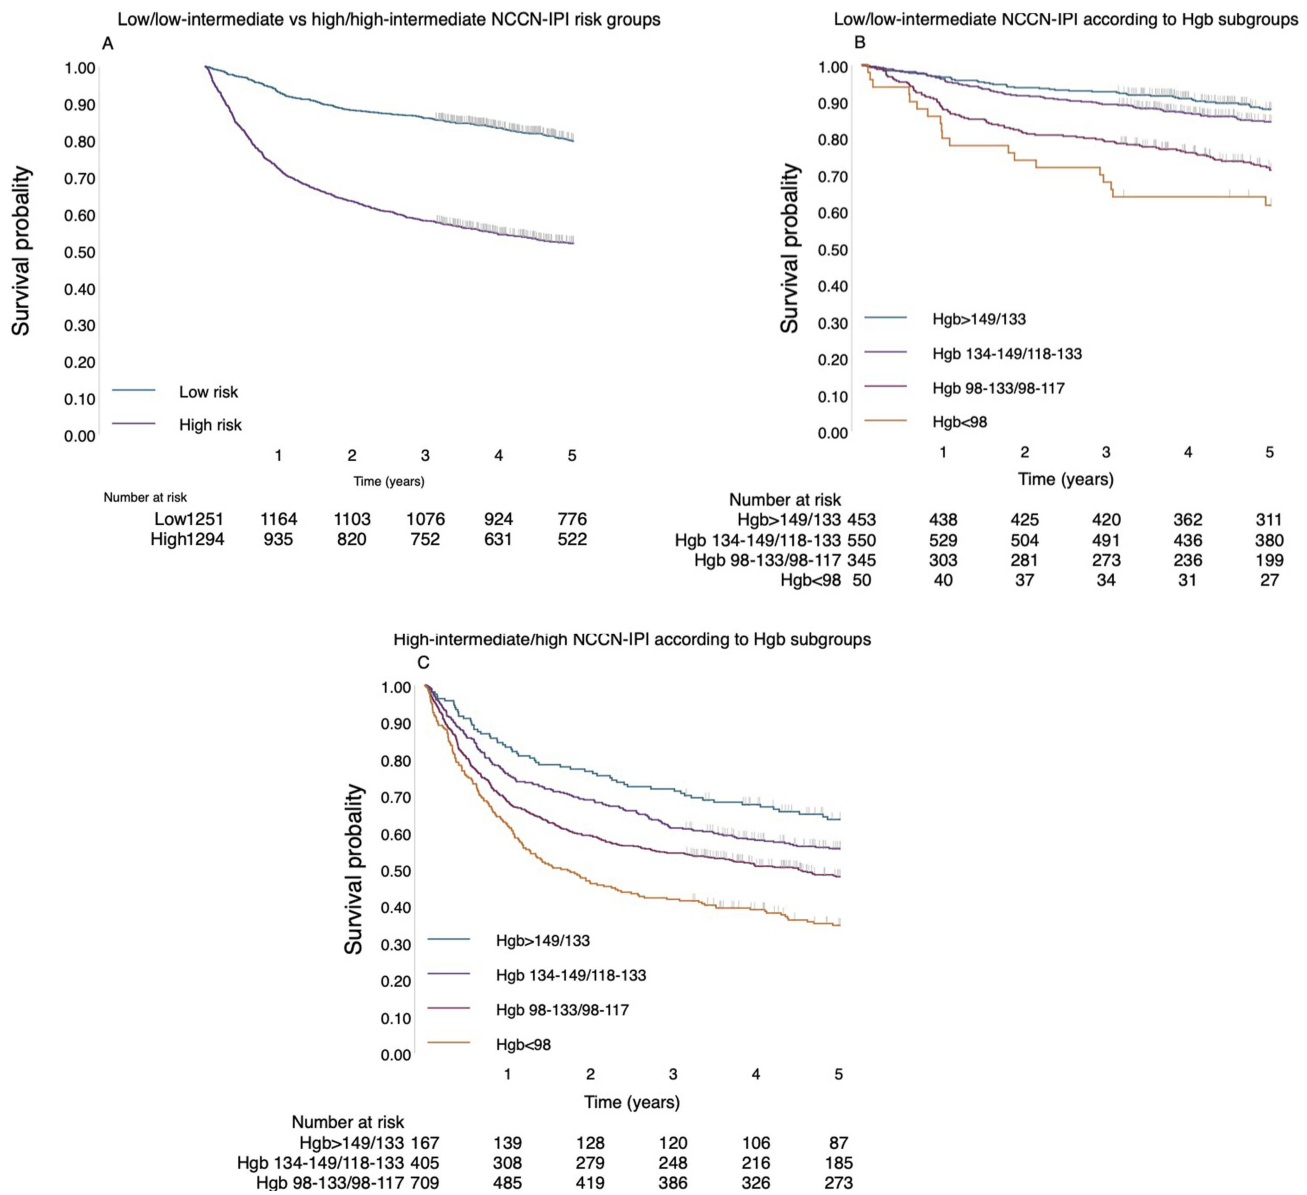 Low/low-intermediate vs high/high-intermediate NCCN-IPI risk groups
A
1.00
0.90
0.80
0.70
0.60
0.50
0.40
0.30
0.20
0.10
0.00
Survival probality
Low risk
High risk
1 2 3 4 5
Time (years)
Number at risk
Low1251 1164 1103 1076 924 776
High1294 935 820 752 631 522
Low/low-intermediate NCCN-IPI according to Hgb subgroups
B
1.00
0.90
0.80
0.70
0.60
0.50
0.40
0.30
0.20
0.10
0.00
Survival probality
Hgb>149/133
Hgb 134-149/118-133
Hgb 98-133/98-117
Hgb<98
1 2 3 4 5
Time (years)
Number at risk
Hgb>149/133 453 438 425 420 362 311
Hgb 134-149/118-133 550 529 504 491 436 380
Hgb 98-133/98-117 345 303 281 273 236 199
Hgb<98 50 40 37 34 31 27
High-intermediate/high NCCN-IPI according to Hgb subgroups
C
1.00
0.90
0.80
0.70
0.60
0.50
0.40
0.30
0.20
0.10
0.00
Survival probality
Hgb>149/133
Hgb 134-149/118-133
Hgb 98-133/98-117
Hgb<98
1 2 3 4 5
Time (years)
Number at risk
Hgb>149/133 167 139 128 120 106 87
Hgb 134-149/118-133 405 308 279 248 216 185
Hgb 98-133/98-117 709 485 419 386 326 273